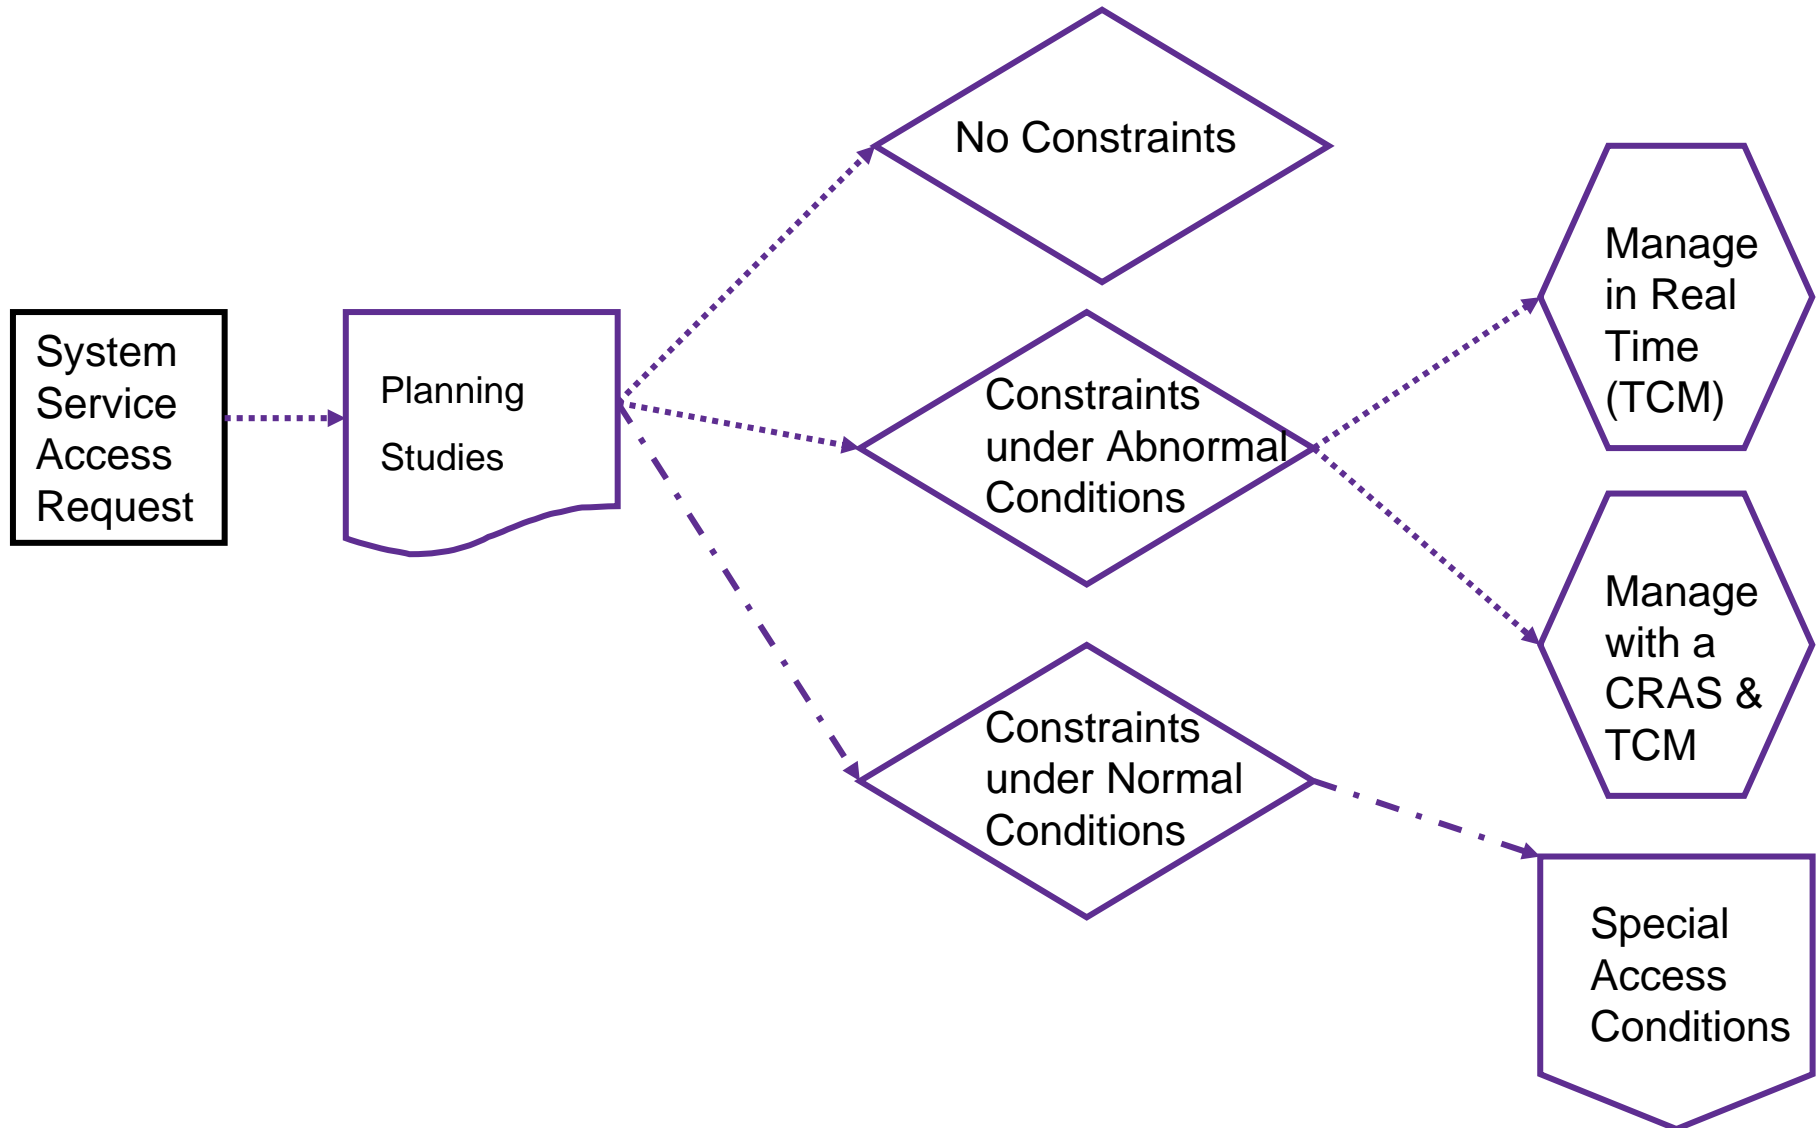 System
Service
Access
Request
Planning
Studies
No Constraints
Constraints
under Abnormal
Conditions
Constraints
under Normal
Conditions
Manage
in Real
Time
(TCM)
Manage
with a
CRAS &
TCM
Special
Access
Conditions